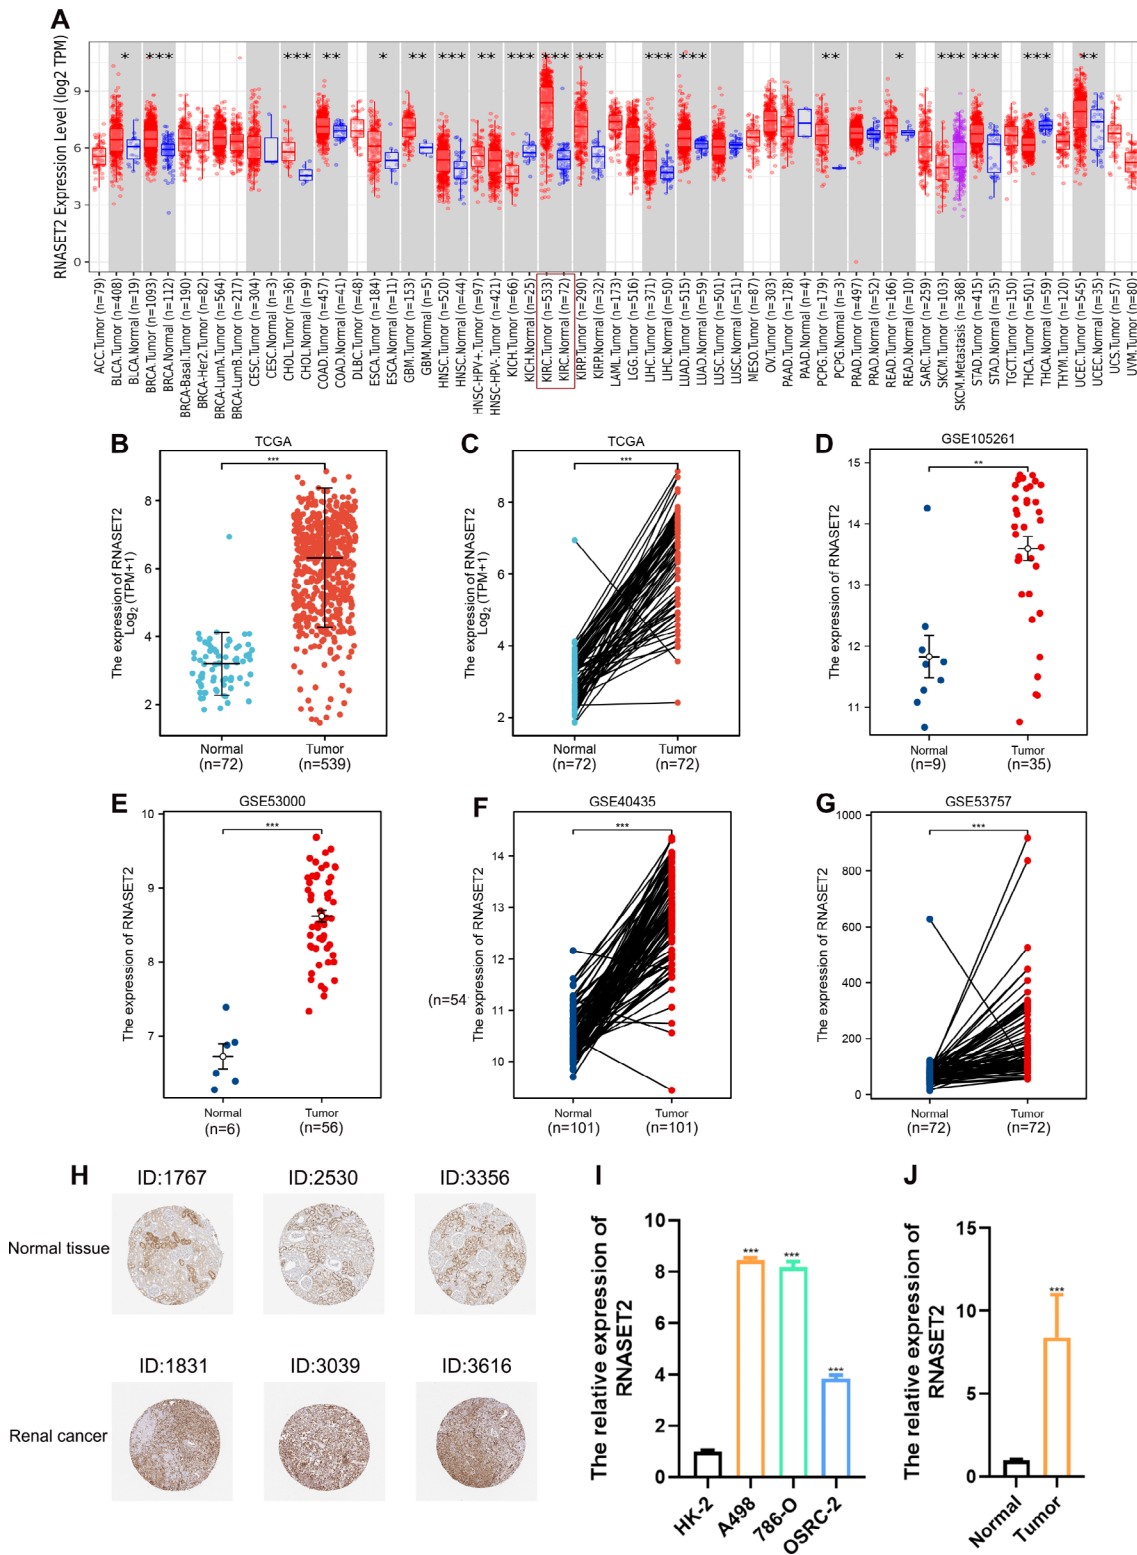 A
RNASET2 Expression Level (log2 TPM)
9
6
3
0
* *** *** ** * ** *** ** *** *** *** *** *** ** * *** *** *** **
ACC.Tumor (n=79)
BLCA.Tumor (n=408)
BLCA.Normal (n=19)
BRCA.Tumor (n=1093)
BRCA.Normal (n=112)
BRCA-Basal.Tumor (n=190)
BRCA-Her2.Tumor (n=82)
BRCA-LumA.Tumor (n=564)
BRCA-LumB.Tumor (n=217)
CESC.Tumor (n=304)
CESC.Normal (n=3)
CHOL.Tumor (n=36)
CHOL.Normal (n=9)
COAD.Tumor (n=457)
COAD.Normal (n=41)
DLBC.Tumor (n=48)
ESCA.Tumor (n=184)
ESCA.Normal (n=11)
GBM.Tumor (n=153)
GBM.Normal (n=5)
HNSC.Tumor (n=520)
HNSC.Normal (n=44)
HNSC-HPV+.Tumor (n=97)
HNSC-HPV-.Tumor (n=421)
KICH.Tumor (n=66)
KICH.Normal (n=25)
KIRC.Tumor (n=533)
KIRC.Normal (n=72)
KIRP.Tumor (n=290)
KIRP.Normal (n=32)
LAML.Tumor (n=173)
LGG.Tumor (n=516)
LIHC.Tumor (n=371)
LIHC.Normal (n=50)
LUAD.Tumor (n=515)
LUAD.Normal (n=59)
LUSC.Tumor (n=501)
LUSC.Normal (n=51)
MESO.Tumor (n=87)
OV.Tumor (n=303)
PAAD.Tumor (n=178)
PAAD.Normal (n=4)
PCPG.Tumor (n=179)
PCPG.Normal (n=3)
PRAD.Tumor (n=497)
PRAD.Normal (n=52)
READ.Tumor (n=166)
READ.Normal (n=10)
SARC.Tumor (n=259)
SKCM.Tumor (n=103)
SKCM.Metastasis (n=368)
STAD.Tumor (n=415)
STAD.Normal (n=35)
TGCT.Tumor (n=150)
THCA.Tumor (n=501)
THCA.Normal (n=59)
THYM.Tumor (n=120)
UCEC.Tumor (n=545)
UCEC.Normal (n=35)
UCS.Tumor (n=57)
UVM.Tumor (n=80)
B
TCGA
***
The expression of RNASET2
Log2 (TPM+1)
8
6
4
2
Normal
(n=72)
Tumor
(n=539)
C
TCGA
***
The expression of RNASET2
Log2 (TPM+1)
8
6
4
2
Normal
(n=72)
Tumor
(n=72)
D
GSE105261
**
The expression of RNASET2
15
14
13
12
11
Normal
(n=9)
Tumor
(n=35)
E
GSE53000
***
The expression of RNASET2
10
9
8
7
Normal
(n=6)
Tumor
(n=56)
F
GSE40435
***
(n=54
The expression of RNASET2
14
13
12
11
10
Normal
(n=101)
Tumor
(n=101)
G
GSE53757
***
The expression of RNASET2
1000
800
600
400
200
0
Normal
(n=72)
Tumor
(n=72)
H
ID:1767
ID:2530
ID:3356
Normal tissue
ID:1831
ID:3039
ID:3616
Renal cancer
I
The relative expression of
RNASET2
10
8
6
4
2
0
***
***
***
HK-2
A498
786-O
OSRC-2
J
The relative expression of
RNASET2
15
10
5
0
***
Normal
Tumor